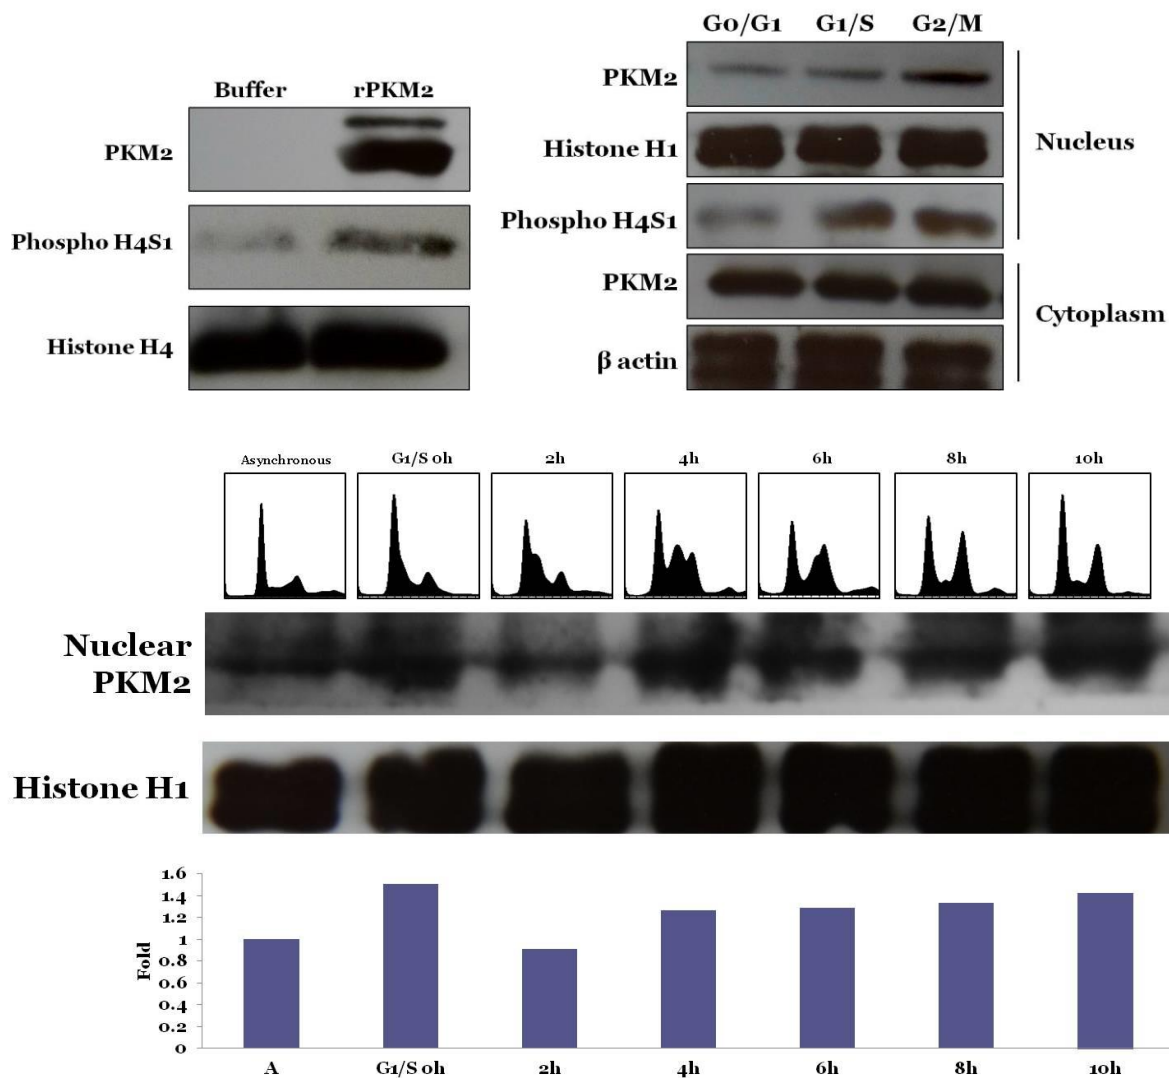 Buffer rPKM2
PKM2
Phospho H4S1
Histone H4
G0/G1 G1/S G2/M
PKM2
Histone H1
Phospho H4S1
Nucleus
PKM2
β actin
Cytoplasm
Asynchronous G1/S 0h 2h 4h 6h 8h 10h
Nuclear
PKM2
Histone H1
Fold
1.6
1.4
1.2
1
0.8
0.6
0.4
0.2
0
A G1/S 0h 2h 4h 6h 8h 10h